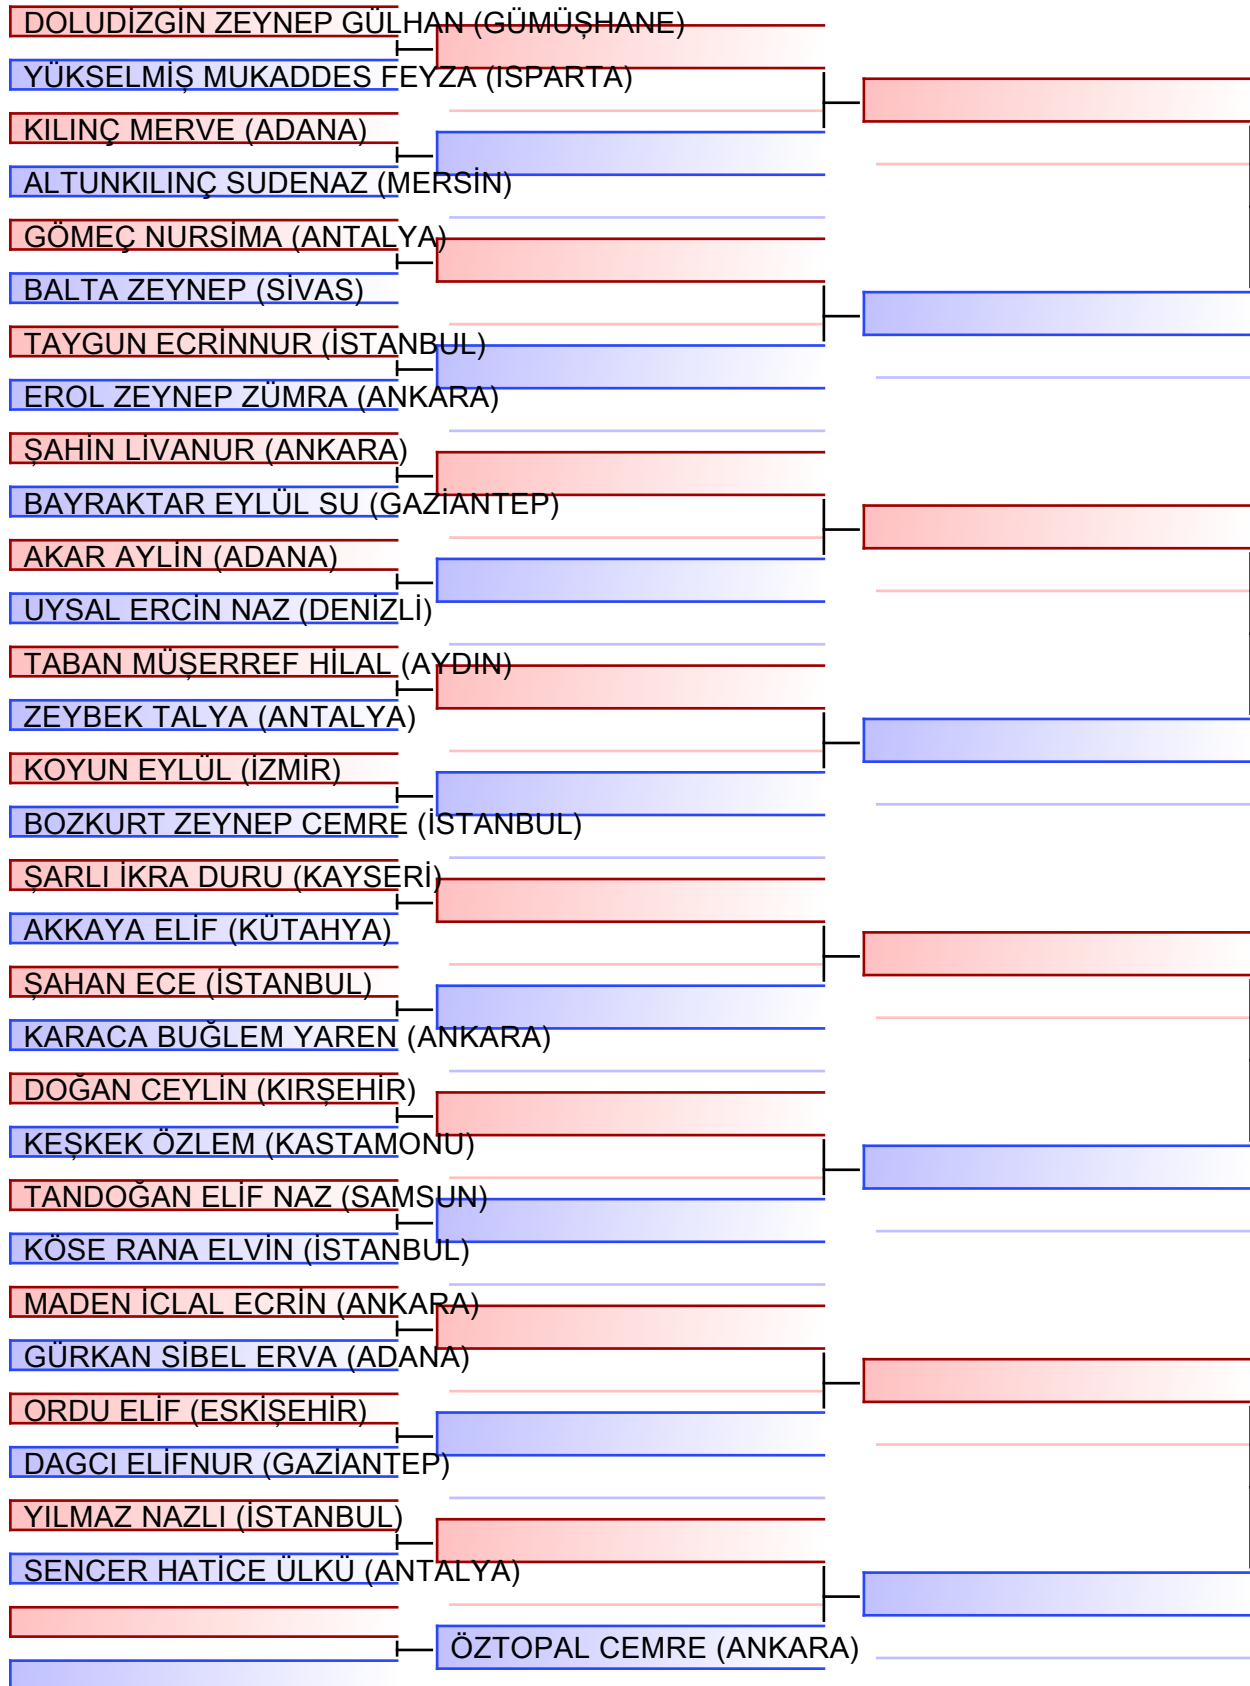 DOLUDİZGİN ZEYNEP GÜLHAN (GÜMÜŞHANE)
YÜKSELMİŞ MUKADDES FEYZA (ISPARTA)
KILINÇ MERVE (ADANA)
ALTUNKILINÇ SUDENAZ (MERSİN)
GÖMEÇ NURSİMA (ANTALYA)
BALTA ZEYNEP (SİVAS)
TAYGUN ECRİNNUR (İSTANBUL)
EROL ZEYNEP ZÜMRA (ANKARA)
ŞAHİN LİVANUR (ANKARA)
BAYRAKTAR EYLÜL SU (GAZİANTEP)
AKAR AYLİN (ADANA)
UYSAL ERCİN NAZ (DENİZLİ)
TABAN MÜŞERREF HİLAL (AYDIN)
ZEYBEK TALYA (ANTALYA)
KOYUN EYLÜL (İZMİR)
BOZKURT ZEYNEP CEMRE (İSTANBUL)
ŞARLI İKRA DURU (KAYSERİ)
AKKAYA ELİF (KÜTAHYA)
ŞAHAN ECE (İSTANBUL)
KARACA BUĞLEM YAREN (ANKARA)
DOĞAN CEYLİN (KIRŞEHİR)
KEŞKEK ÖZLEM (KASTAMONU)
TANDOĞAN ELİF NAZ (SAMSUN)
KÖSE RANA ELVİN (İSTANBUL)
MADEN İCLAL ECRİN (ANKARA)
GÜRKAN SİBEL ERVA (ADANA)
ORDU ELİF (ESKİŞEHİR)
DAGCI ELİFNUR (GAZİANTEP)
YILMAZ NAZLI (İSTANBUL)
SENCER HATİCE ÜLKÜ (ANTALYA)
ÖZTOPAL CEMRE (ANKARA)